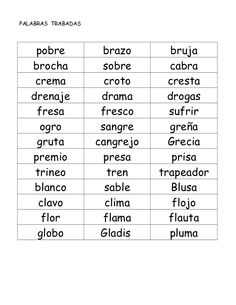 PALABRAS TRABADAS
pobre brazo bruja
brocha sobre cabra
crema croto cresta
drenaje drama drogas
fresa fresco sufrir
ogro sangre greña
gruta cangrejo Grecia
premio presa prisa
trineo tren trapeador
blanco sable Blusa
clavo clima flojo
flor flama flauta
globo Gladis pluma